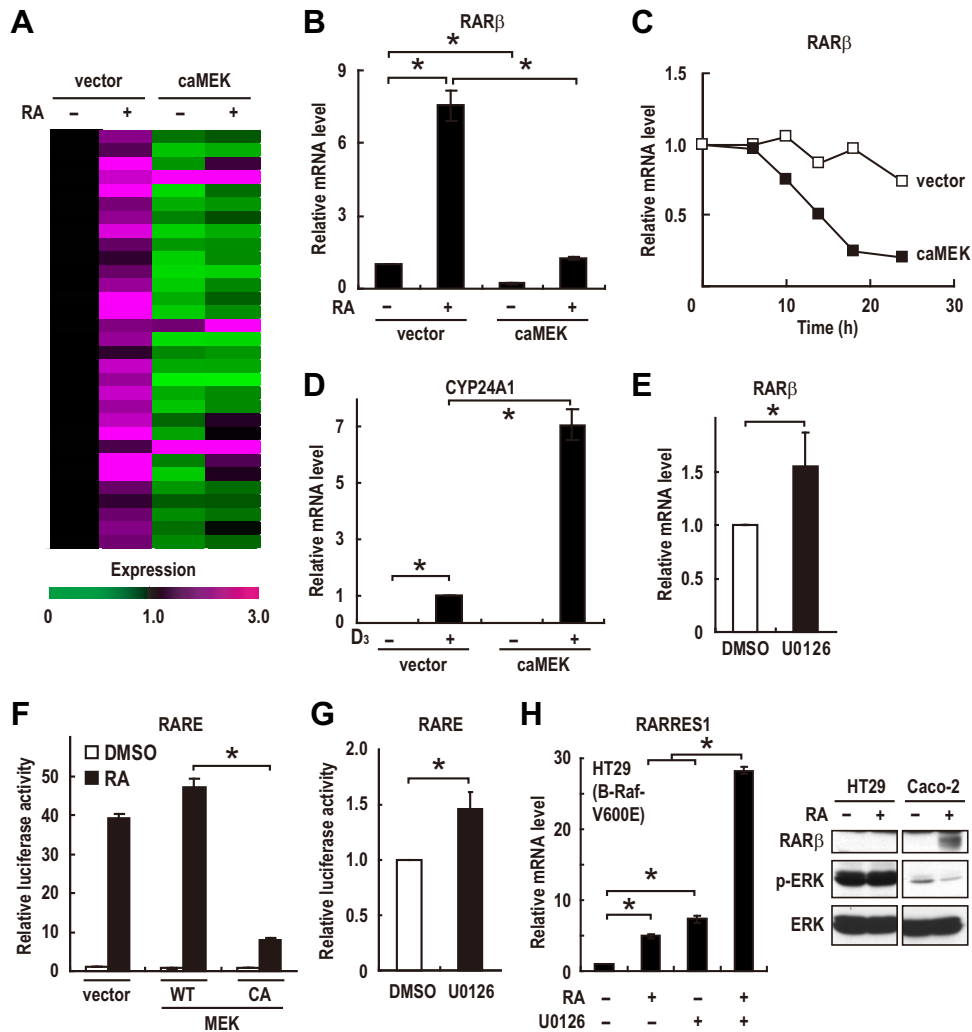 A
vector caMEK
RA − + − +
Expression
0 1.0 3.0
B
RARβ
*
* *
Relative mRNA level
9
6
3
0
RA − + − +
vector caMEK
C
RARβ
Relative mRNA level
1.5
1.0
0.5
vector
caMEK
0 10 20 30
Time (h)
D
CYP24A1
*
*
Relative mRNA level
7
5
3
1
0
D3 − + − +
vector caMEK
E
RARβ
*
Relative mRNA level
1.5
1.0
0.5
0
DMSO U0126
F
RARE
DMSO
RA
*
Relative luciferase activity
50
40
30
20
10
0
vector WT CA
MEK
G
RARE
*
Relative luciferase activity
2.0
1.5
1.0
0.5
0
DMSO U0126
H
RARRES1
HT29
(B-Raf-
V600E)
*
*
*
Relative mRNA level
30
20
10
0
RA − + − +
U0126 − − + +
HT29 Caco-2
RA − + − +
RARβ
p-ERK
ERK